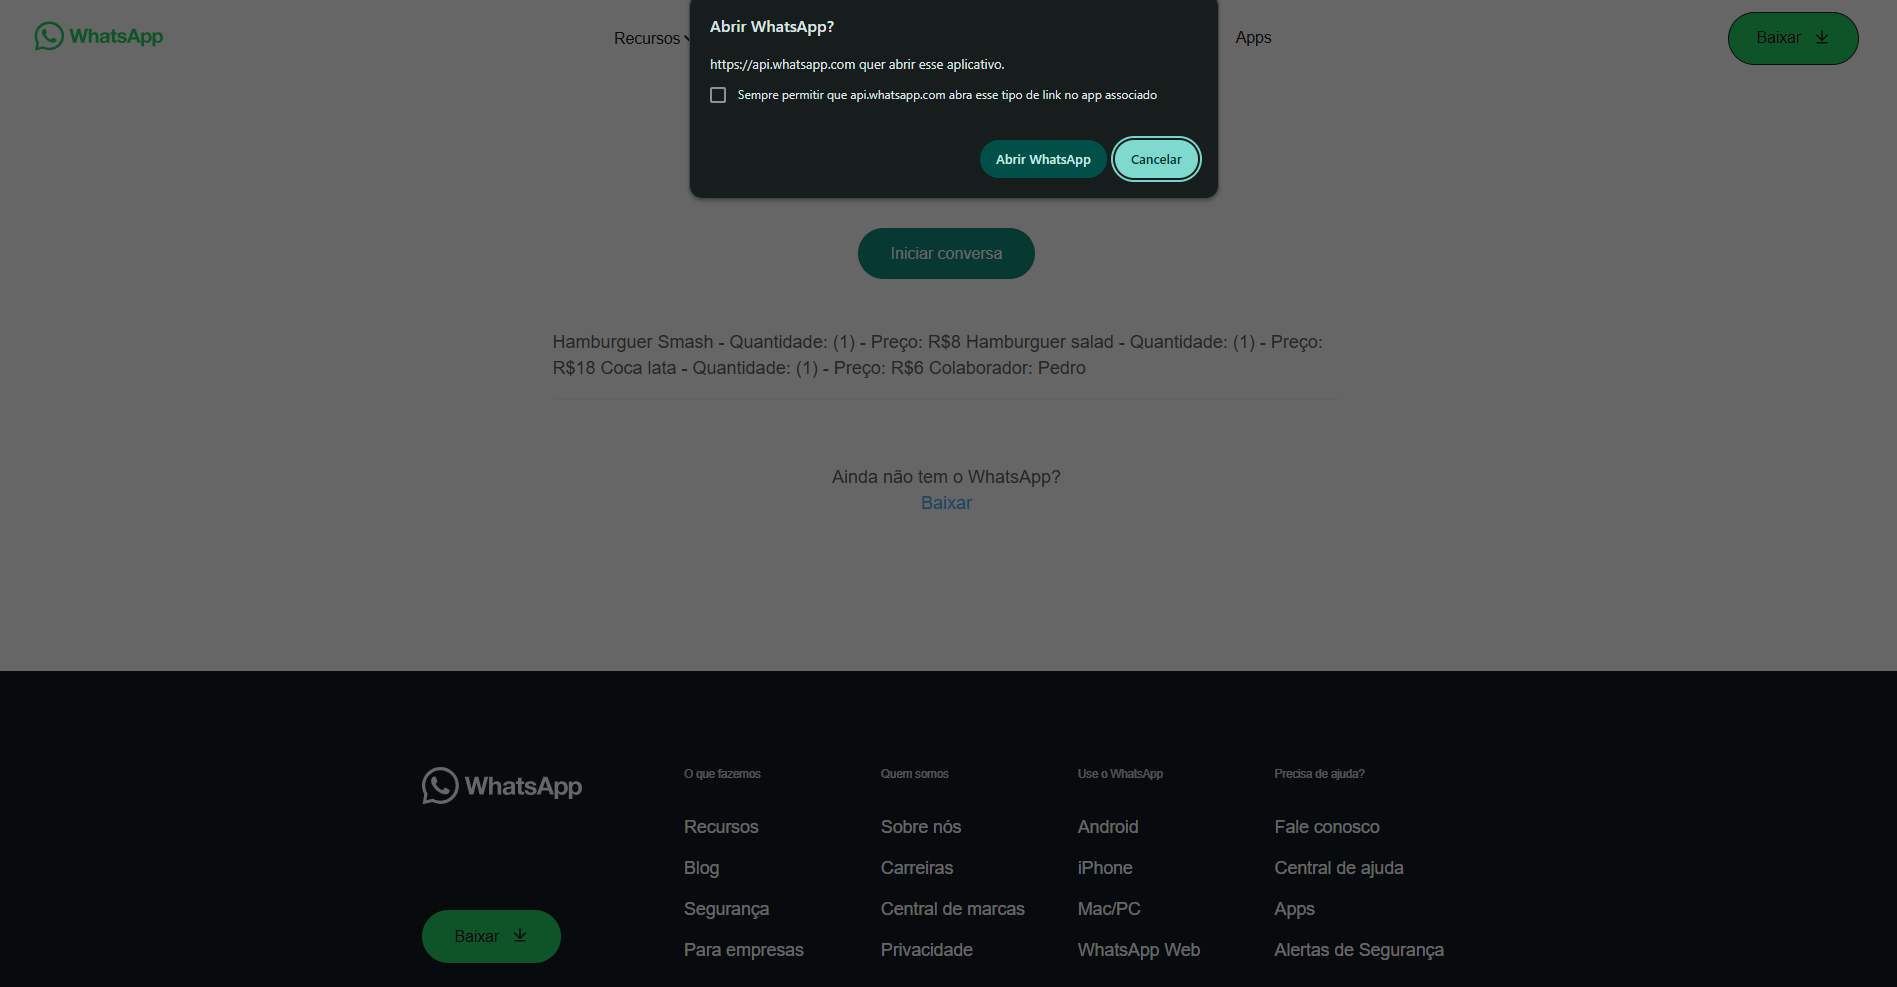 WhatsApp
Recursos
Apps
Baixar
Abrir WhatsApp?
https://api.whatsapp.com quer abrir esse aplicativo.
Sempre permitir que api.whatsapp.com abra esse tipo de link no app associado
Abrir WhatsApp
Cancelar
Iniciar conversa
Hamburguer Smash - Quantidade: (1) - Preço: R$8 Hamburguer salad - Quantidade: (1) - Preço:
R$18 Coca lata - Quantidade: (1) - Preço: R$6 Colaborador: Pedro
Ainda não tem o WhatsApp?
Baixar
WhatsApp
Baixar
O que fazemos
Recursos
Blog
Segurança
Para empresas
Quem somos
Sobre nós
Carreiras
Central de marcas
Privacidade
Use o WhatsApp
Android
iPhone
Mac/PC
WhatsApp Web
Precisa de ajuda?
Fale conosco
Central de ajuda
Apps
Alertas de Segurança